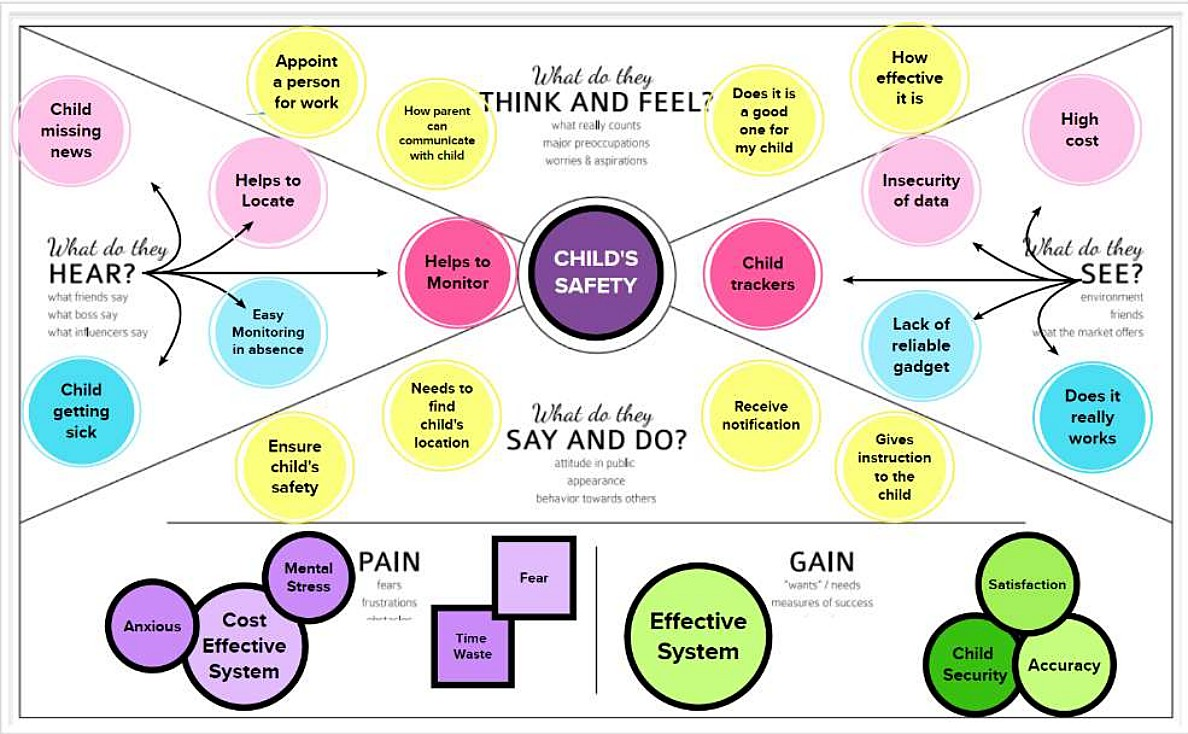 Appoint
a person
for work
How parent
can
communicate
with child
What do they
THINK AND FEEL?
what really counts
major preoccupations
worries & aspirations
Does it is
a good
one for
my child
How
effective
it is
Child
missing
news
Helps to
Locate
What do they
HEAR?
what friends say
what boss say
what influencers say
Easy
Monitoring
in absence
Child
getting
sick
Helps to
Monitor
CHILD'S
SAFETY
Child
trackers
High
cost
Insecurity
of data
What do they
SEE?
environment
friends
what the market offers
Lack of
reliable
gadget
Does it
really
works
Ensure
child's
safety
Needs to
find
child's
location
What do they
SAY AND DO?
attitude in public
appearance
behavior towards others
Receive
notification
Gives
instruction
to the
child
PAIN
fears
frustrations
obstacles
Anxious
Cost
Effective
System
Mental
Stress
Fear
Time
Waste
GAIN
"wants" / needs
measures of success
Effective
System
Satisfaction
Child
Security
Accuracy